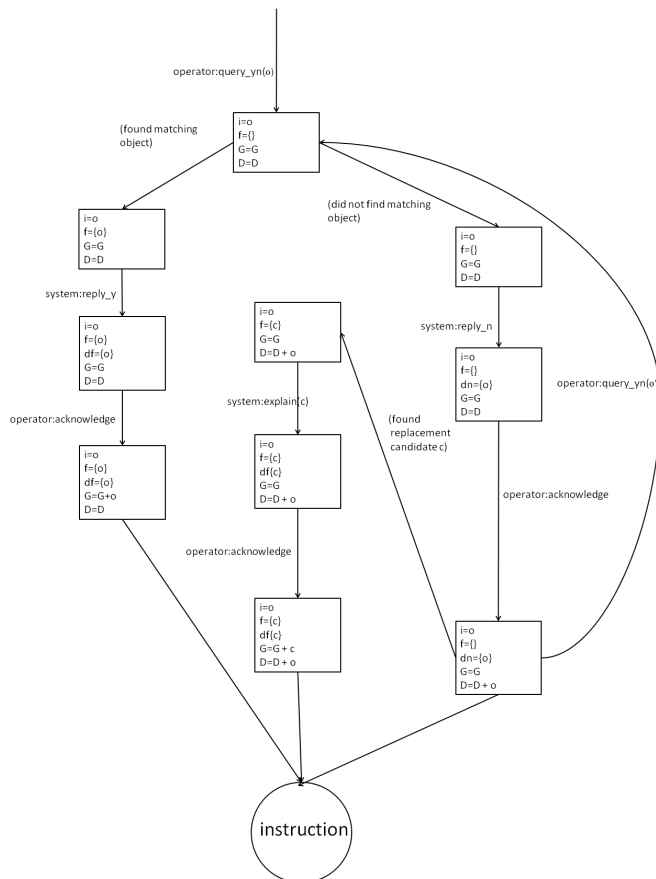 operator:query_yn(o)
i=o
f={}
G=G
D=D
(found matching
object)
(did not find matching
object)
i=o
f={o}
G=G
D=D
i=o
f={}
G=G
D=D
system:reply_y
system:reply_n
i=o
f={c}
G=G
D=D + o
i=o
f={o}
df={o}
G=G
D=D
i=o
f={}
dn={o}
G=G
D=D
operator:query_yn(o'
system:explain(c)
(found
replacement
candidate c)
operator:acknowledge
i=o
f={o}
df={o}
G=G+o
D=D
i=o
f={c}
df{c}
G=G
D=D + o
operator:acknowledge
operator:acknowledge
i=o
f={c}
df{c}
G=G + c
D=D + o
i=o
f={}
dn={o}
G=G
D=D + o
instruction